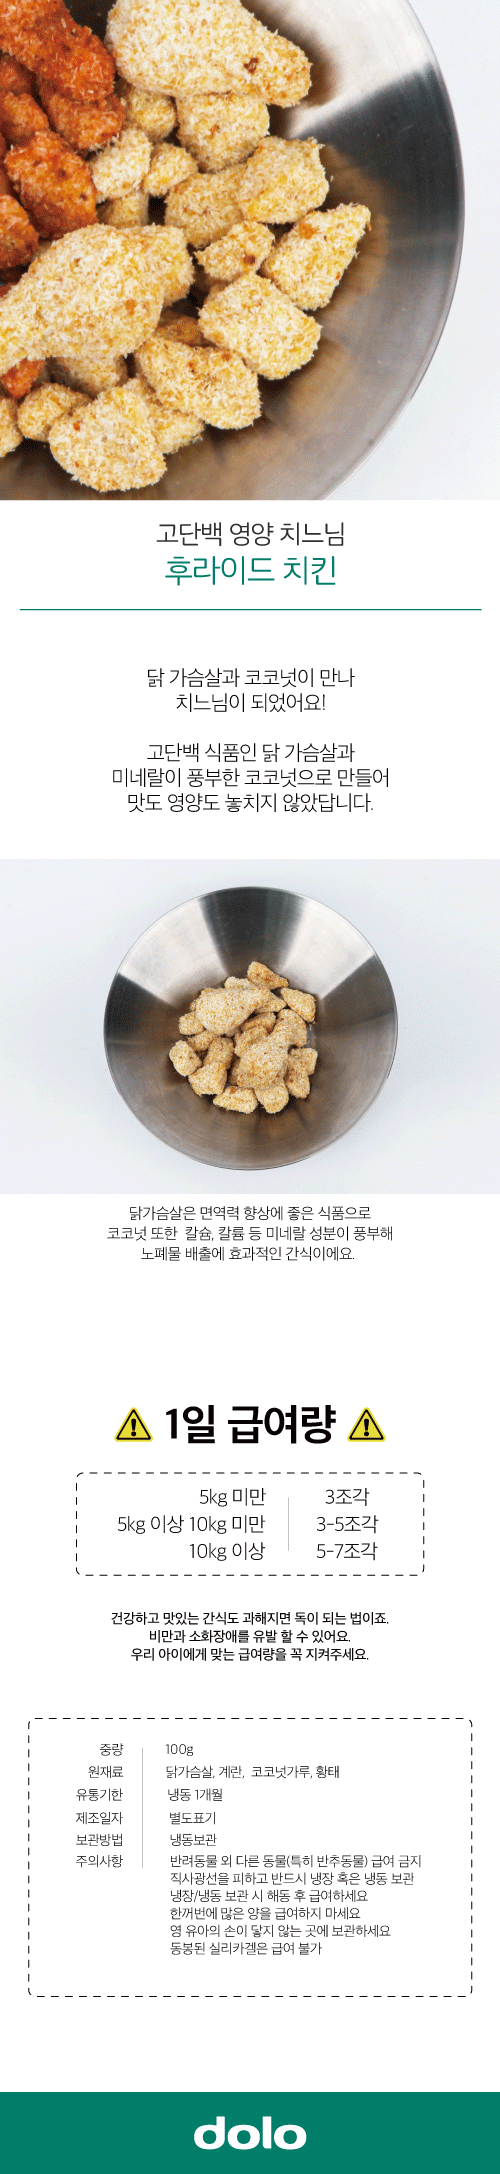 고단백 영양 치느님
후라이드 치킨
닭 가슴살과 코코넛이 만나
치느님이 되었어요!
고단백 식품인 닭 가슴살과
미네랄이 풍부한 코코넛으로 만들어
맛도 영양도 놓치지 않았답니다.
닭가슴살은 면역력 향상에 좋은 식품으로
코코넛 또한 칼슘, 칼륨 등 미네랄 성분이 풍부해
노폐물 배출에 효과적인 간식이에요.
1일 급여량
5kg 미만 3조각
5kg 이상 10kg 미만 3-5조각
10kg 이상 5-7조각
건강하고 맛있는 간식도 과해지면 독이 되는 법이죠.
비만과 소화장애를 유발 할 수 있어요.
우리 아이에게 맞는 급여량을 꼭 지켜주세요.
중량 100g
원재료 닭가슴살, 계란, 코코넛가루, 황태
유통기한 냉동 1개월
제조일자 별도표기
보관방법 냉동보관
주의사항 반려동물 외 다른 동물(특히 반추동물) 급여 금지
직사광선을 피하고 반드시 냉장 혹은 냉동 보관
냉장/냉동 보관 시 해동 후 급여하세요
한꺼번에 많은 양을 급여하지 마세요
영 유아의 손이 닿지 않는 곳에 보관하세요
동봉된 실리카겔은 급여 불가
dolo